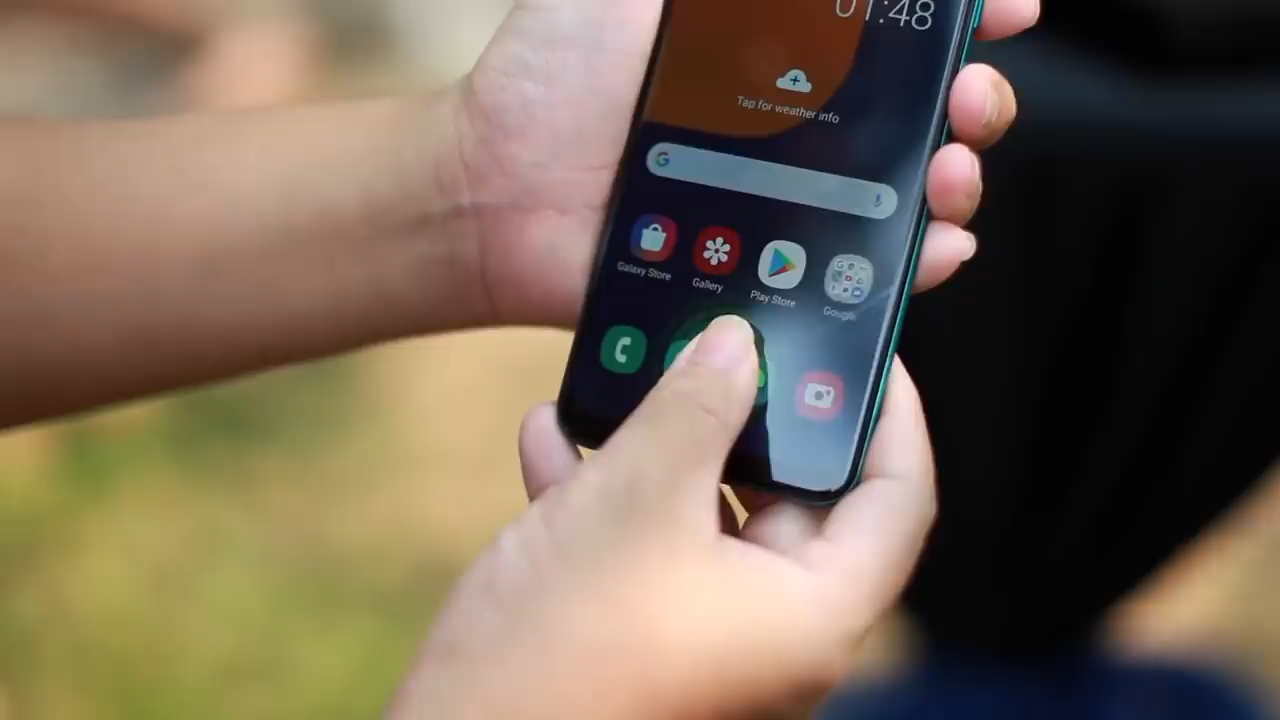 01:48
Tap for weather info
G
Galaxy Store
Gallery
Play Store
Google